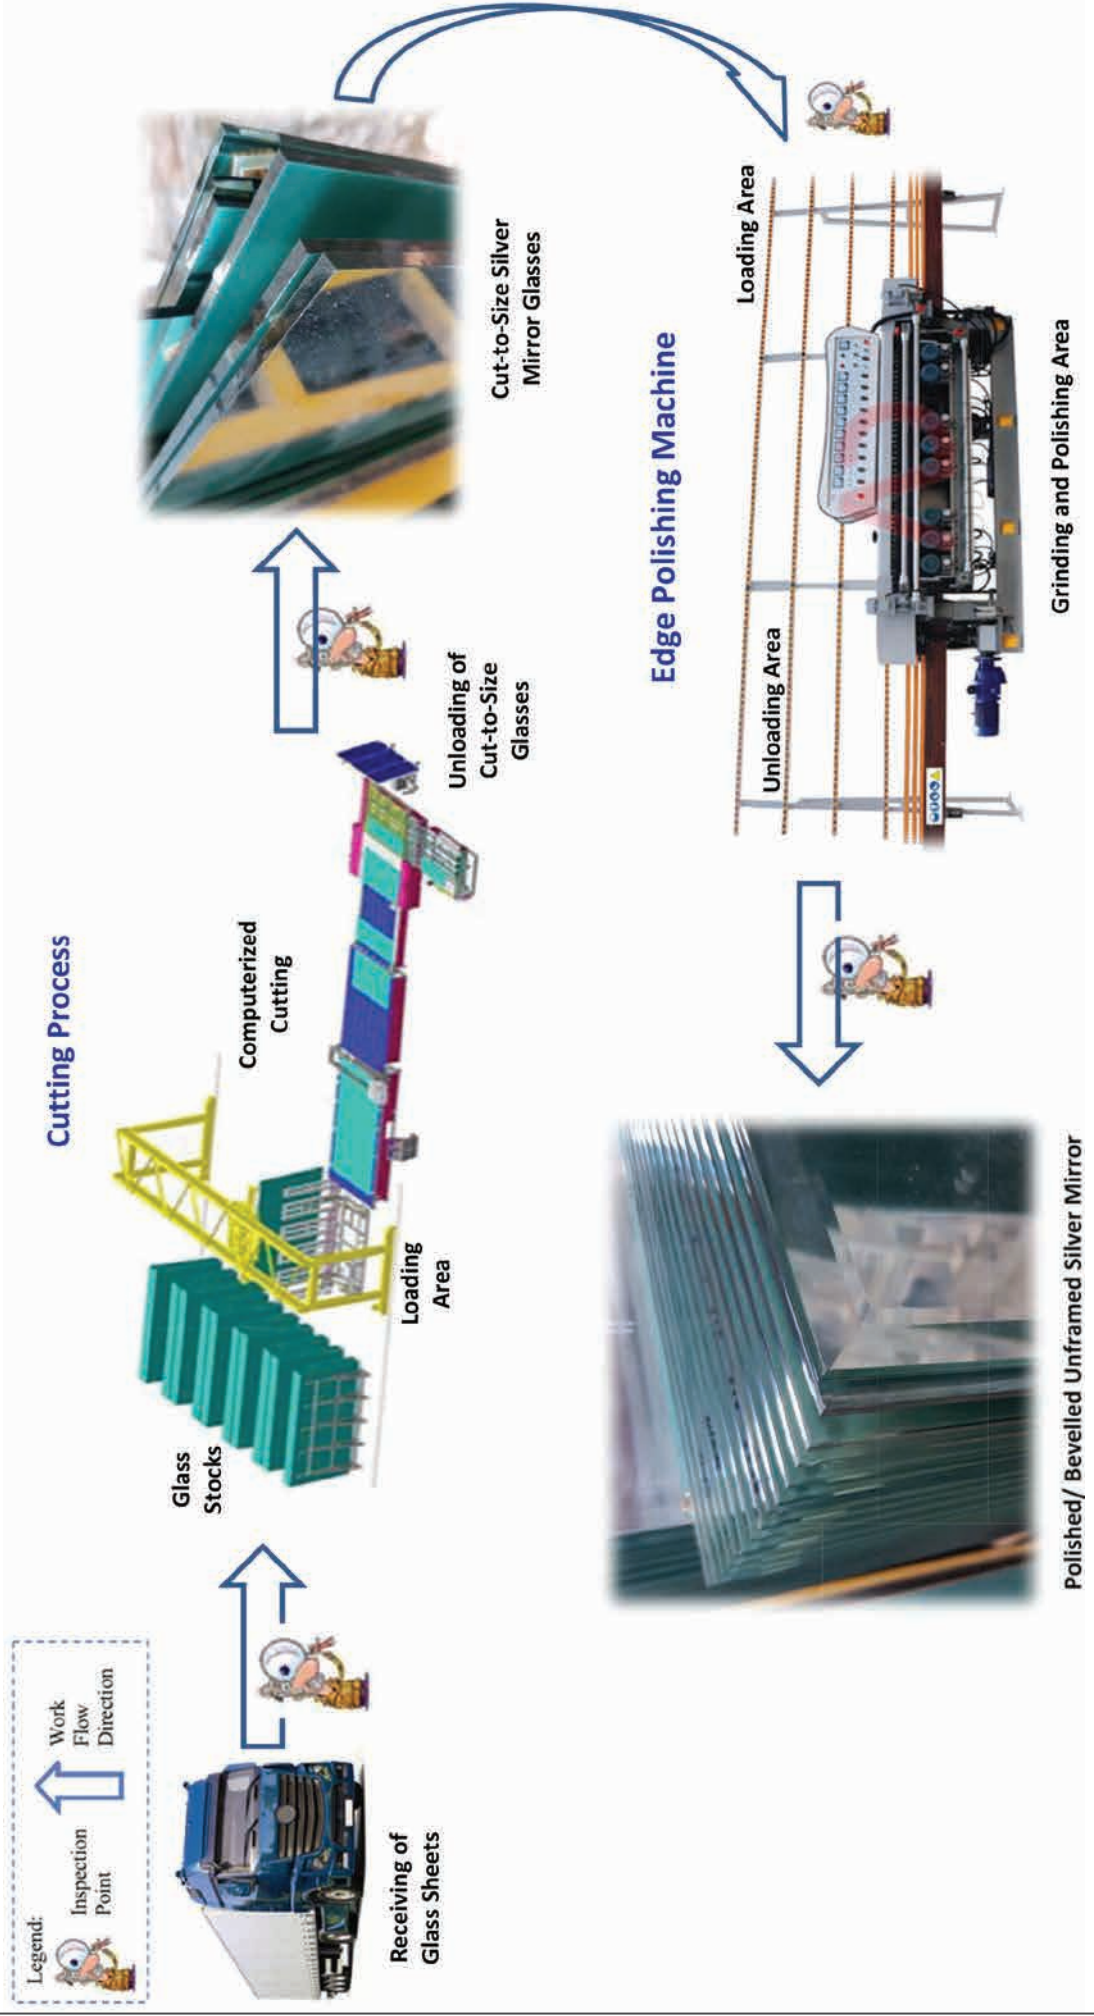 Legend:
Inspection
Point
Work
Flow
Direction
Cutting Process
Receiving of
Glass Sheets
Glass
Stocks
Loading
Area
Computerized
Cutting
Unloading of
Cut-to-Size
Glasses
Cut-to-Size Silver
Mirror Glasses
Edge Polishing Machine
Loading Area
Unloading Area
Grinding and Polishing Area
Polished/ Bevelled Unframed Silver Mirror